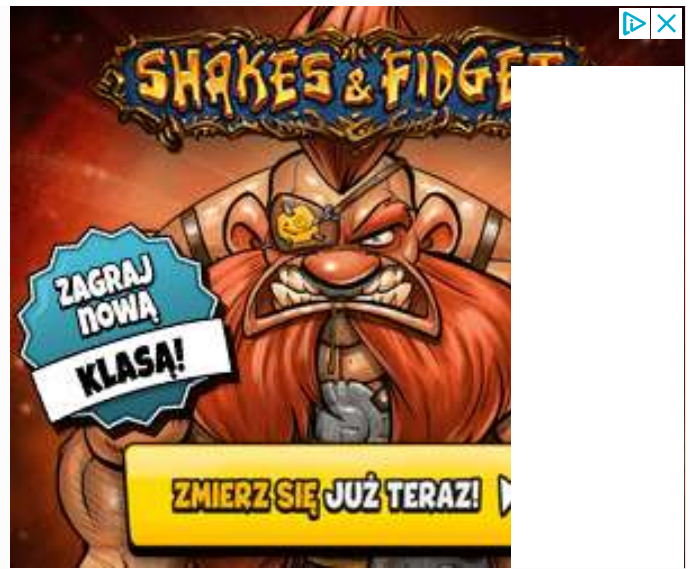 SHAKES & FIDGET
ZAGRAJ
NOWĄ
KLASĄ!
ZMIERZ SIĘ JUŻ TERAZ!